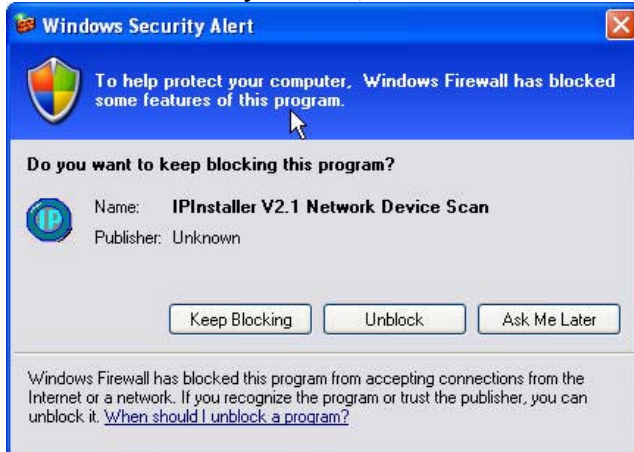 Windows Security Alert
To help protect your computer, Windows Firewall has blocked
some features of this program.
Do you want to keep blocking this program?
IP
Name: IPInstaller V2.1 Network Device Scan
Publisher: Unknown
Keep Blocking Unblock Ask Me Later
Windows Firewall has blocked this program from accepting connections from the
Internet or a network. If you recognize the program or trust the publisher, you can
unblock it. When should I unblock a program?